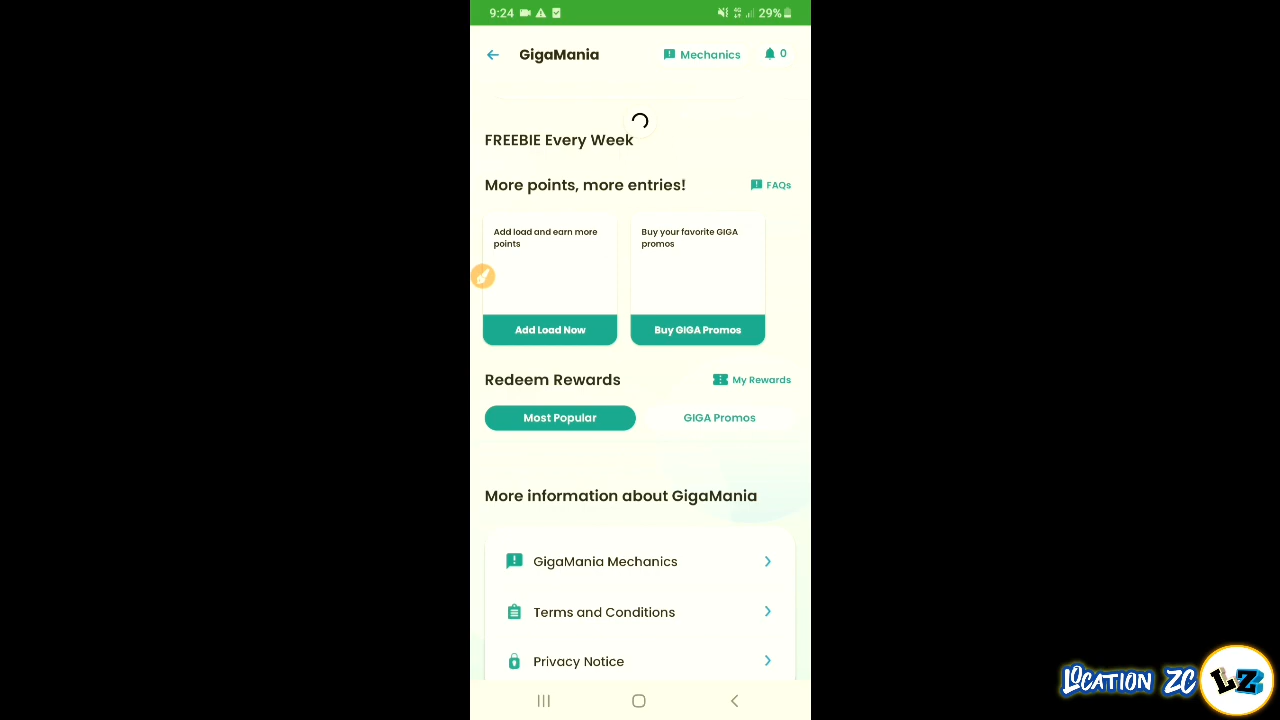 9:24
29%
GigaMania
Mechanics
0
FREEBIE Every Week
More points, more entries!
FAQs
Add load and earn more
points
Buy your favorite GIGA
promos
Add Load Now
Buy GIGA Promos
Redeem Rewards
My Rewards
Most Popular
GIGA Promos
More information about GigaMania
GigaMania Mechanics
Terms and Conditions
Privacy Notice
LOCATION ZC
LZ